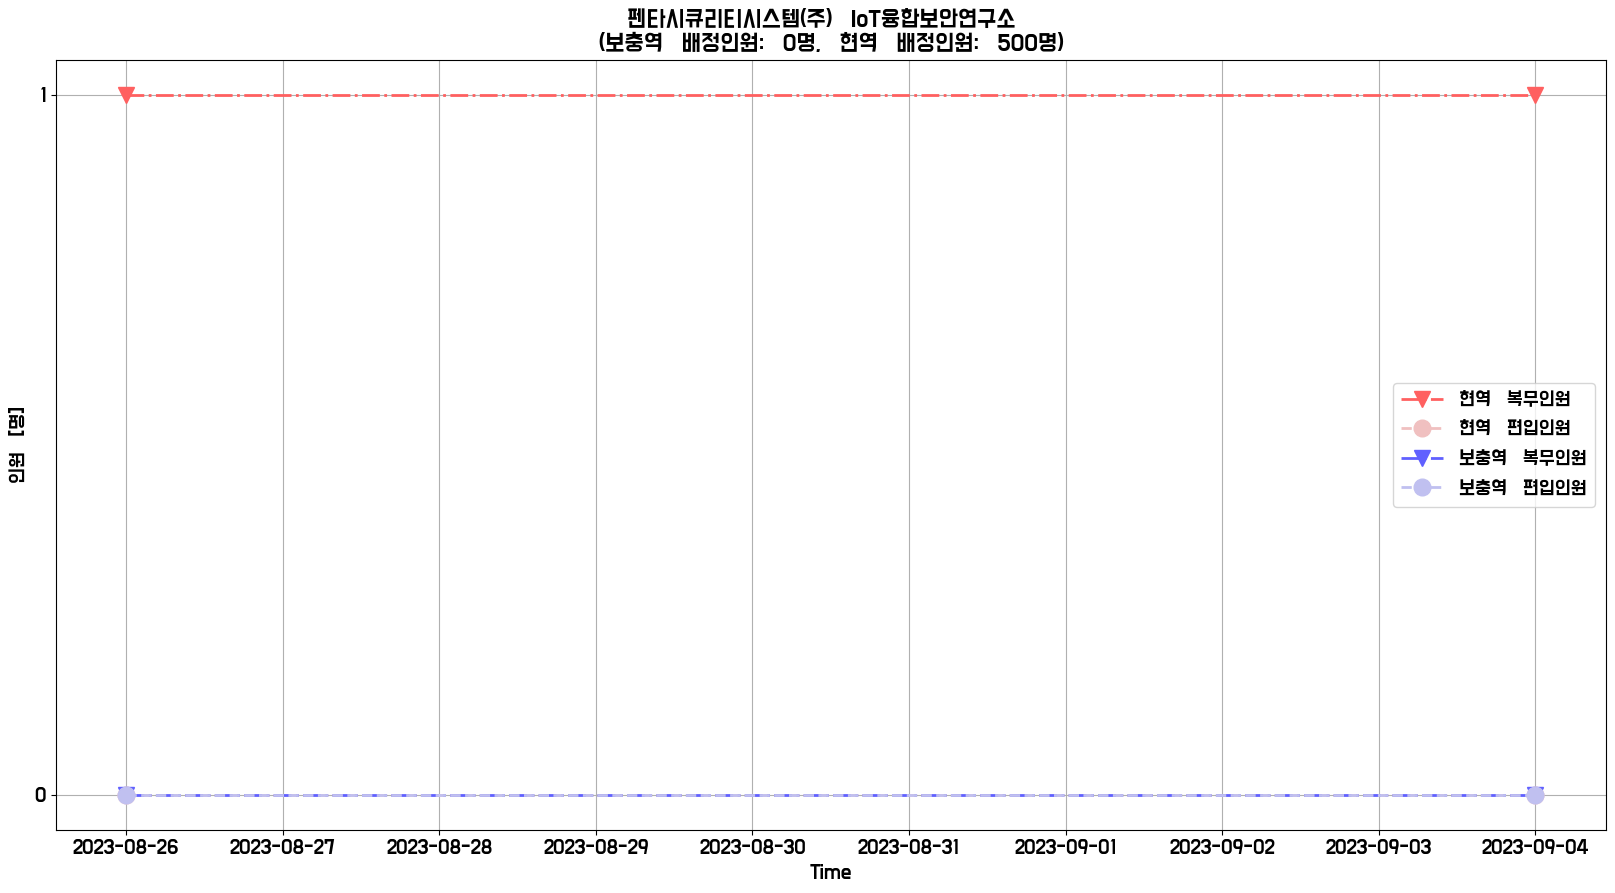 펜타시큐리티시스템(주) IoT융합보안연구소
(보충역 배정인원: 0명, 현역 배정인원: 500명)
1
0
인원 [명]
현역 복무인원
현역 편입인원
보충역 복무인원
보충역 편입인원
2023-08-26 2023-08-27 2023-08-28 2023-08-29 2023-08-30 2023-08-31 2023-09-01 2023-09-02 2023-09-03 2023-09-04
Time